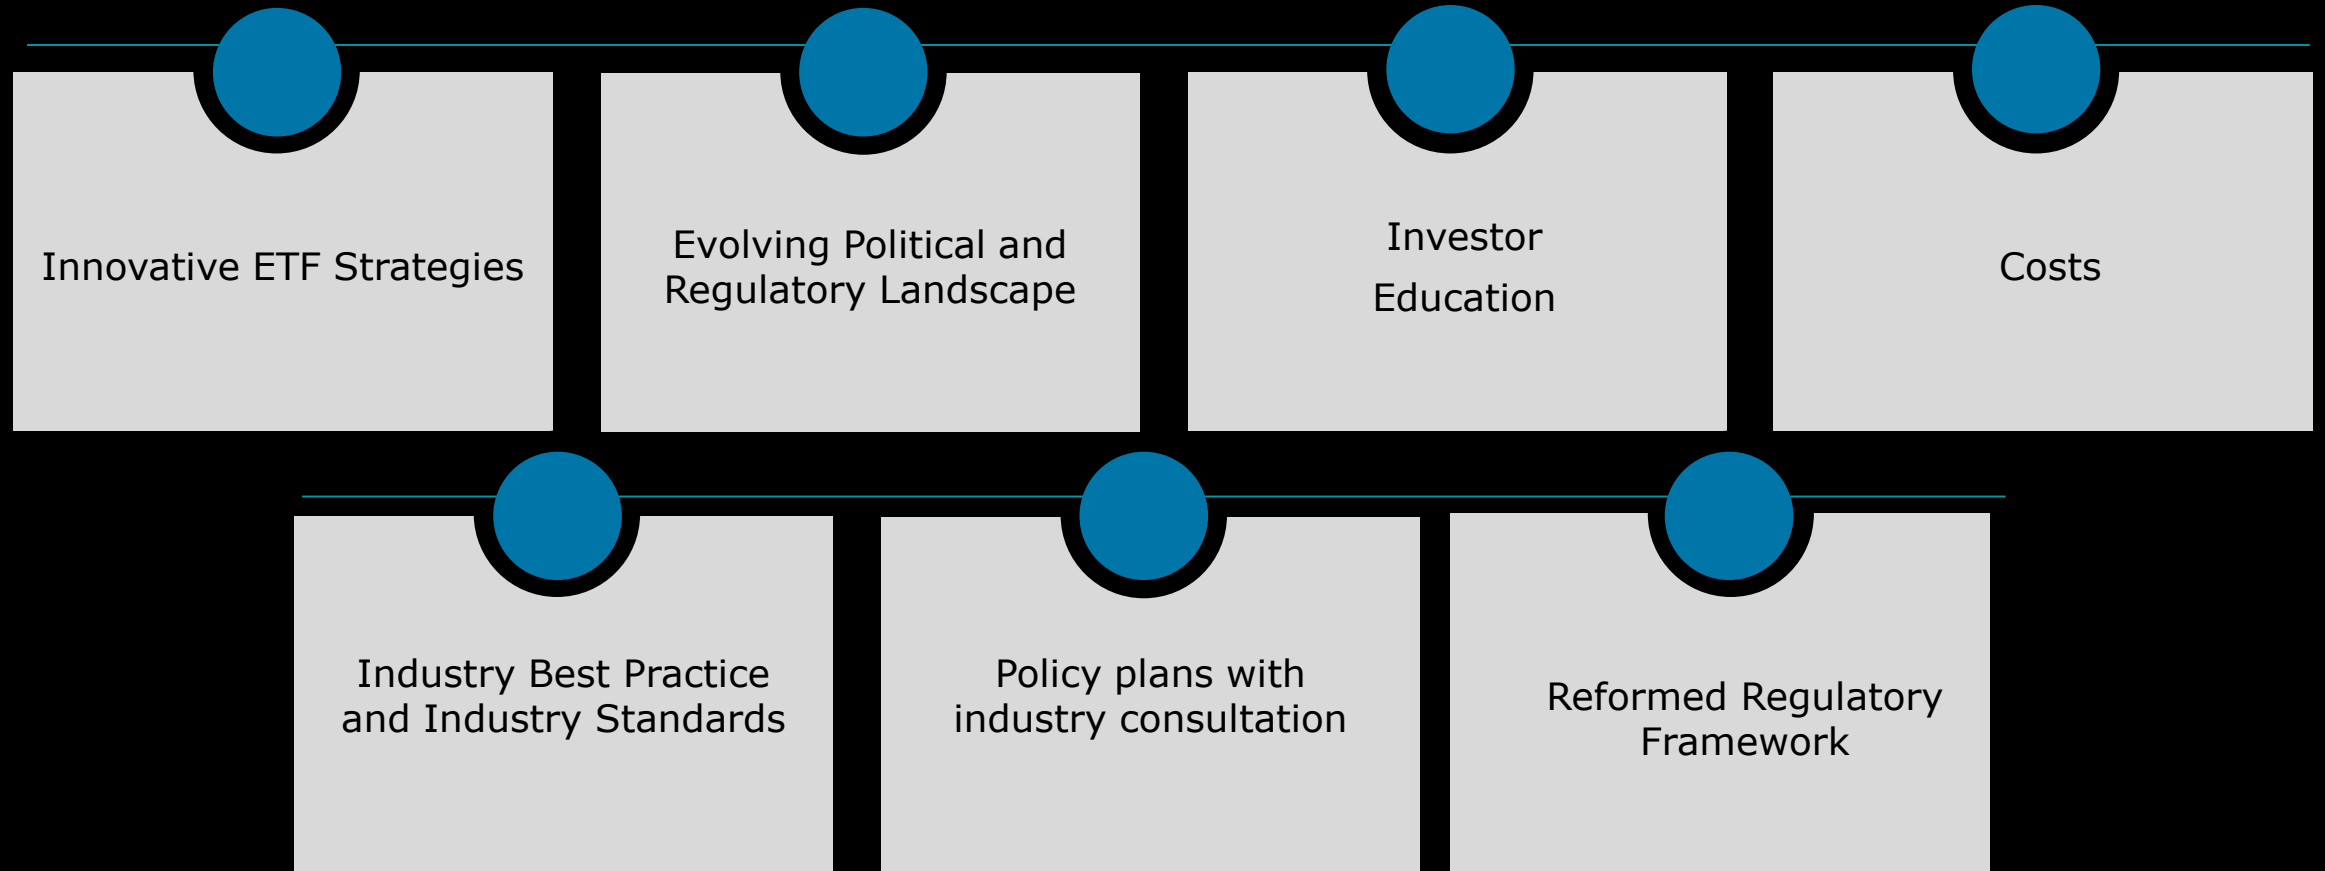 Innovative ETF Strategies
Evolving Political and
Regulatory Landscape
Investor
Education
Costs
Industry Best Practice
and Industry Standards
Policy plans with
industry consultation
Reformed Regulatory
Framework